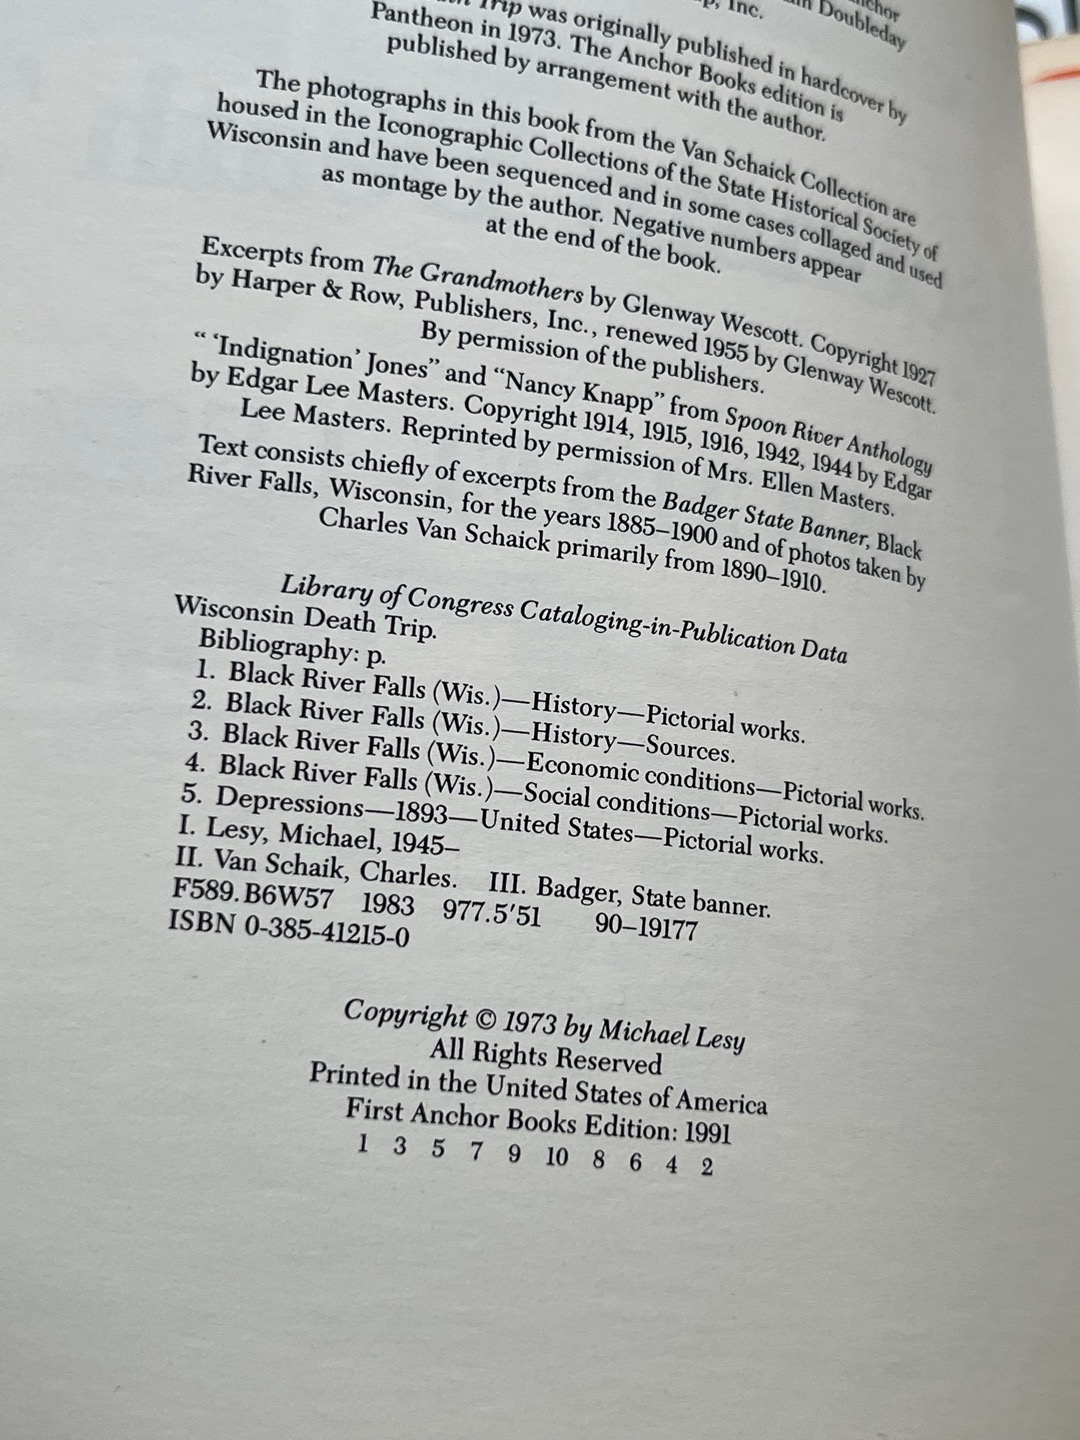 chor
Doubleday
p, Inc.
Trip was originally published in hardcover by
Pantheon in 1973. The Anchor Books edition is
published by arrangement with the author.
The photographs in this book from the Van Schaick Collection are
housed in the Iconographic Collections of the State Historical Society of
Wisconsin and have been sequenced and in some cases collaged and used
as montage by the author. Negative numbers appear
at the end of the book.
Excerpts from The Grandmothers by Glenway Wescott. Copyright 1927
by Harper & Row, Publishers, Inc., renewed 1955 by Glenway Wescott.
By permission of the publishers.
“ ‘Indignation’ Jones” and “Nancy Knapp” from Spoon River Anthology
by Edgar Lee Masters. Copyright 1914, 1915, 1916, 1942, 1944 by Edgar
Lee Masters. Reprinted by permission of Mrs. Ellen Masters.
Text consists chiefly of excerpts from the Badger State Banner, Black
River Falls, Wisconsin, for the years 1885–1900 and of photos taken by
Charles Van Schaick primarily from 1890–1910.
Library of Congress Cataloging-in-Publication Data
Wisconsin Death Trip.
Bibliography: p.
1. Black River Falls (Wis.)—History—Pictorial works.
2. Black River Falls (Wis.)—History—Sources.
3. Black River Falls (Wis.)—Economic conditions—Pictorial works.
4. Black River Falls (Wis.)—Social conditions—Pictorial works.
5. Depressions—1893—United States—Pictorial works.
I. Lesy, Michael, 1945–
II. Van Schaik, Charles. III. Badger, State banner.
F589.B6W57 1983 977.5′51 90–19177
ISBN 0-385-41215-0
Copyright © 1973 by Michael Lesy
All Rights Reserved
Printed in the United States of America
First Anchor Books Edition: 1991
1 3 5 7 9 10 8 6 4 2